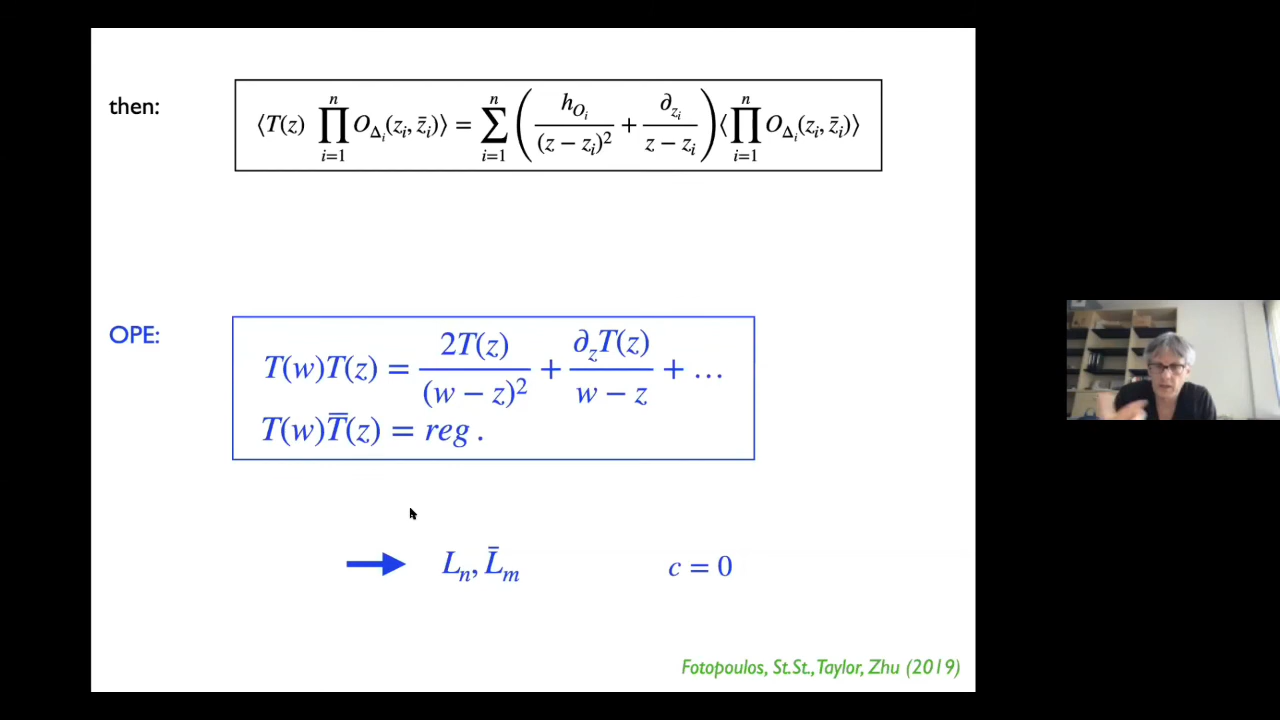 then:
⟨T(z) ∏_{i=1}^{n} O_{Δ_i}(z_i, z̄_i)⟩ = ∑_{i=1}^{n} ( h_{O_i} / (z − z_i)² + ∂_{z_i} / (z − z_i) ) ⟨∏_{i=1}^{n} O_{Δ_i}(z_i, z̄_i)⟩
OPE:
T(w)T(z) = 2T(z) / (w − z)² + ∂_z T(z) / (w − z) + …
T(w)T̅(z) = reg .
L_n, L̄_m c = 0
Fotopoulos, St.St., Taylor, Zhu (2019)